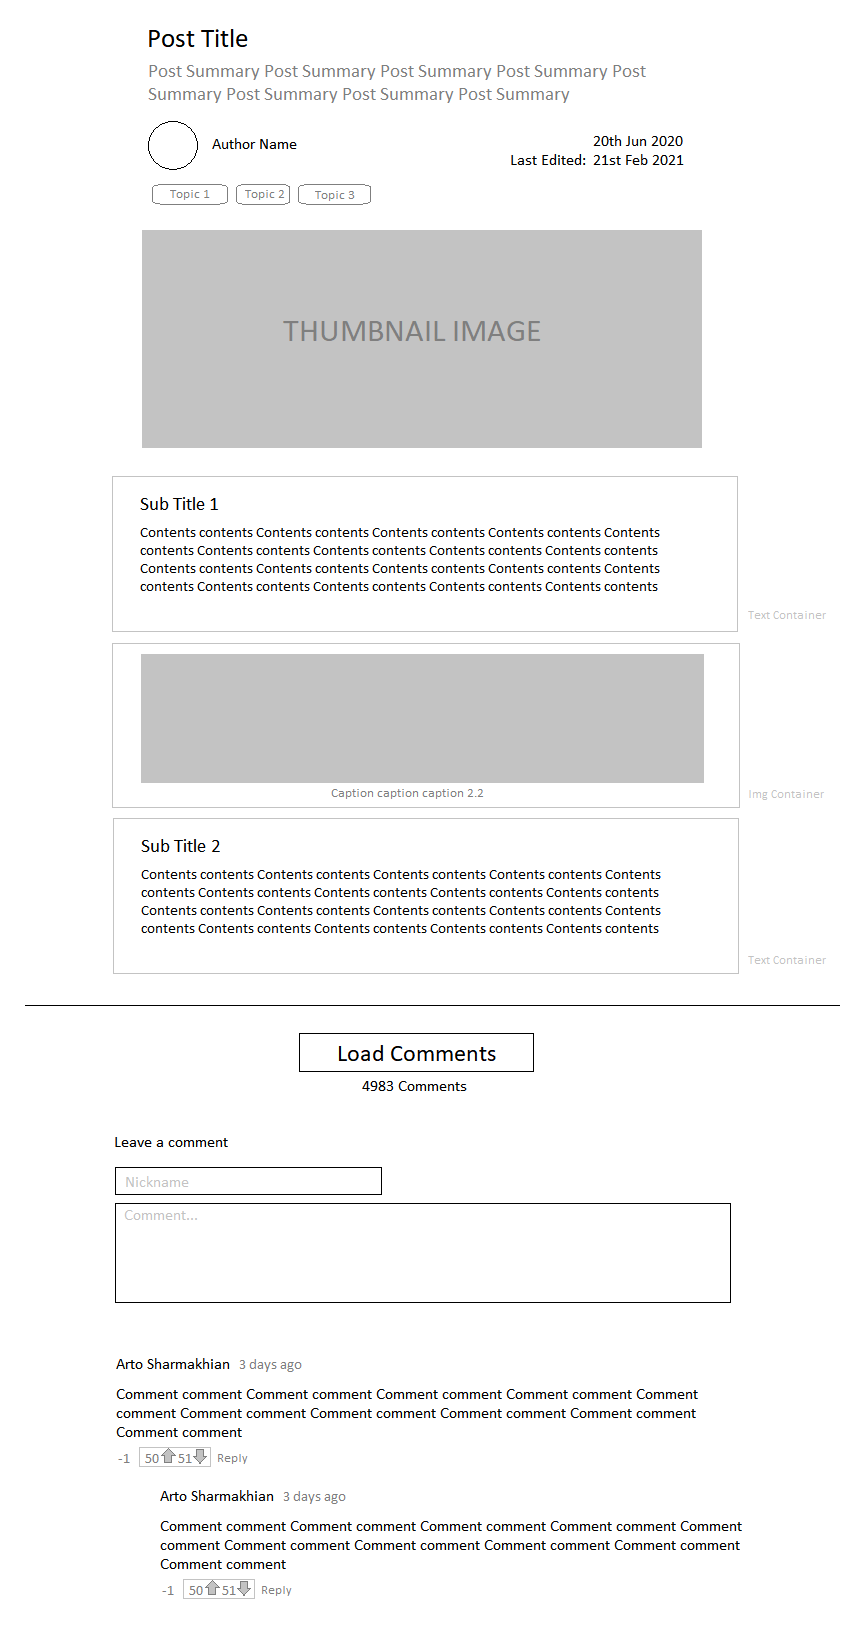 Post Title
Post Summary Post Summary Post Summary Post Summary Post
Summary Post Summary Post Summary Post Summary
Author Name
20th Jun 2020
Last Edited: 21st Feb 2021
Topic 1 Topic 2 Topic 3
THUMBNAIL IMAGE
Sub Title 1
Contents contents Contents contents Contents contents Contents contents Contents
contents Contents contents Contents contents Contents contents Contents contents
Contents contents Contents contents Contents contents Contents contents Contents
contents Contents contents Contents contents Contents contents Contents contents
Text Container
Caption caption caption 2.2
Img Container
Sub Title 2
Contents contents Contents contents Contents contents Contents contents Contents
contents Contents contents Contents contents Contents contents Contents contents
Contents contents Contents contents Contents contents Contents contents Contents
contents Contents contents Contents contents Contents contents Contents contents
Text Container
Load Comments
4983 Comments
Leave a comment
Nickname
Comment...
Arto Sharmakhian 3 days ago
Comment comment Comment comment Comment comment Comment comment Comment
comment Comment comment Comment comment Comment comment Comment comment
Comment comment
-1 50 51 Reply
Arto Sharmakhian 3 days ago
Comment comment Comment comment Comment comment Comment comment Comment
comment Comment comment Comment comment Comment comment Comment comment
Comment comment
-1 50 51 Reply